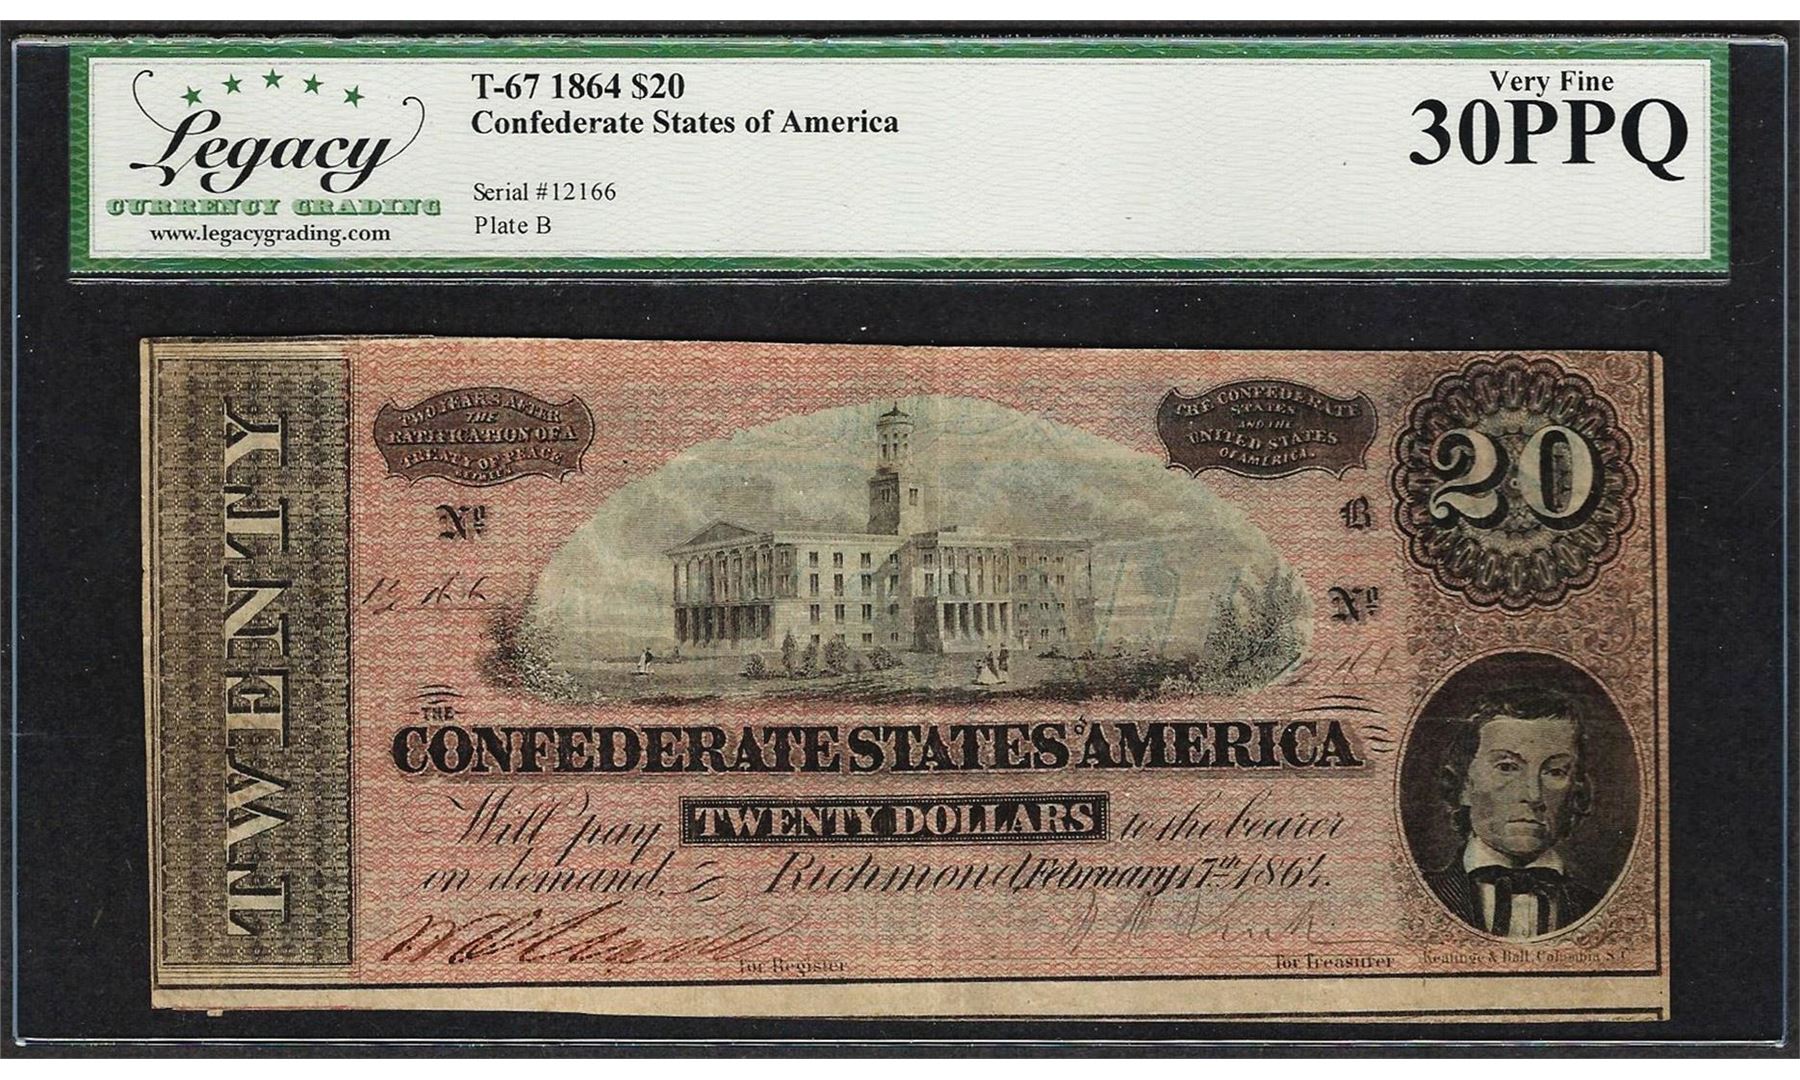 Legacy
CURRENCY GRADING
www.legacygrading.com
T-67 1864 $20
Confederate States of America
Serial #12166
Plate B
Very Fine
30PPQ
TWENTY
TWO YEARS AFTER
THE
RATIFICATION OF A
TREATY OF PEACE
BETWEEN
THE CONFEDERATE
STATES
AND THE
UNITED STATES
OF AMERICA.
20
No
B
12166
No
12166
THE
CONFEDERATE STATES OF AMERICA
Will pay TWENTY DOLLARS to the bearer
on demand, Richmond, February 17th 1864.
for Register
for Treasurer
Keatinge & Ball, Columbia, S.C.